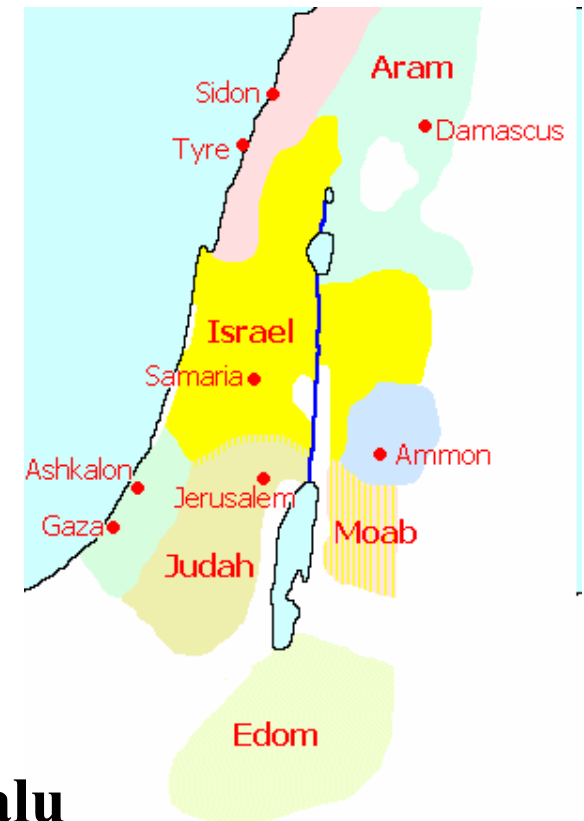 Aram
Sidon
Damascus
Tyre
Israel
Samaria
Ammon
Ashkalon
Jerusalem
Gaza
Moab
Judah
Edom
alu